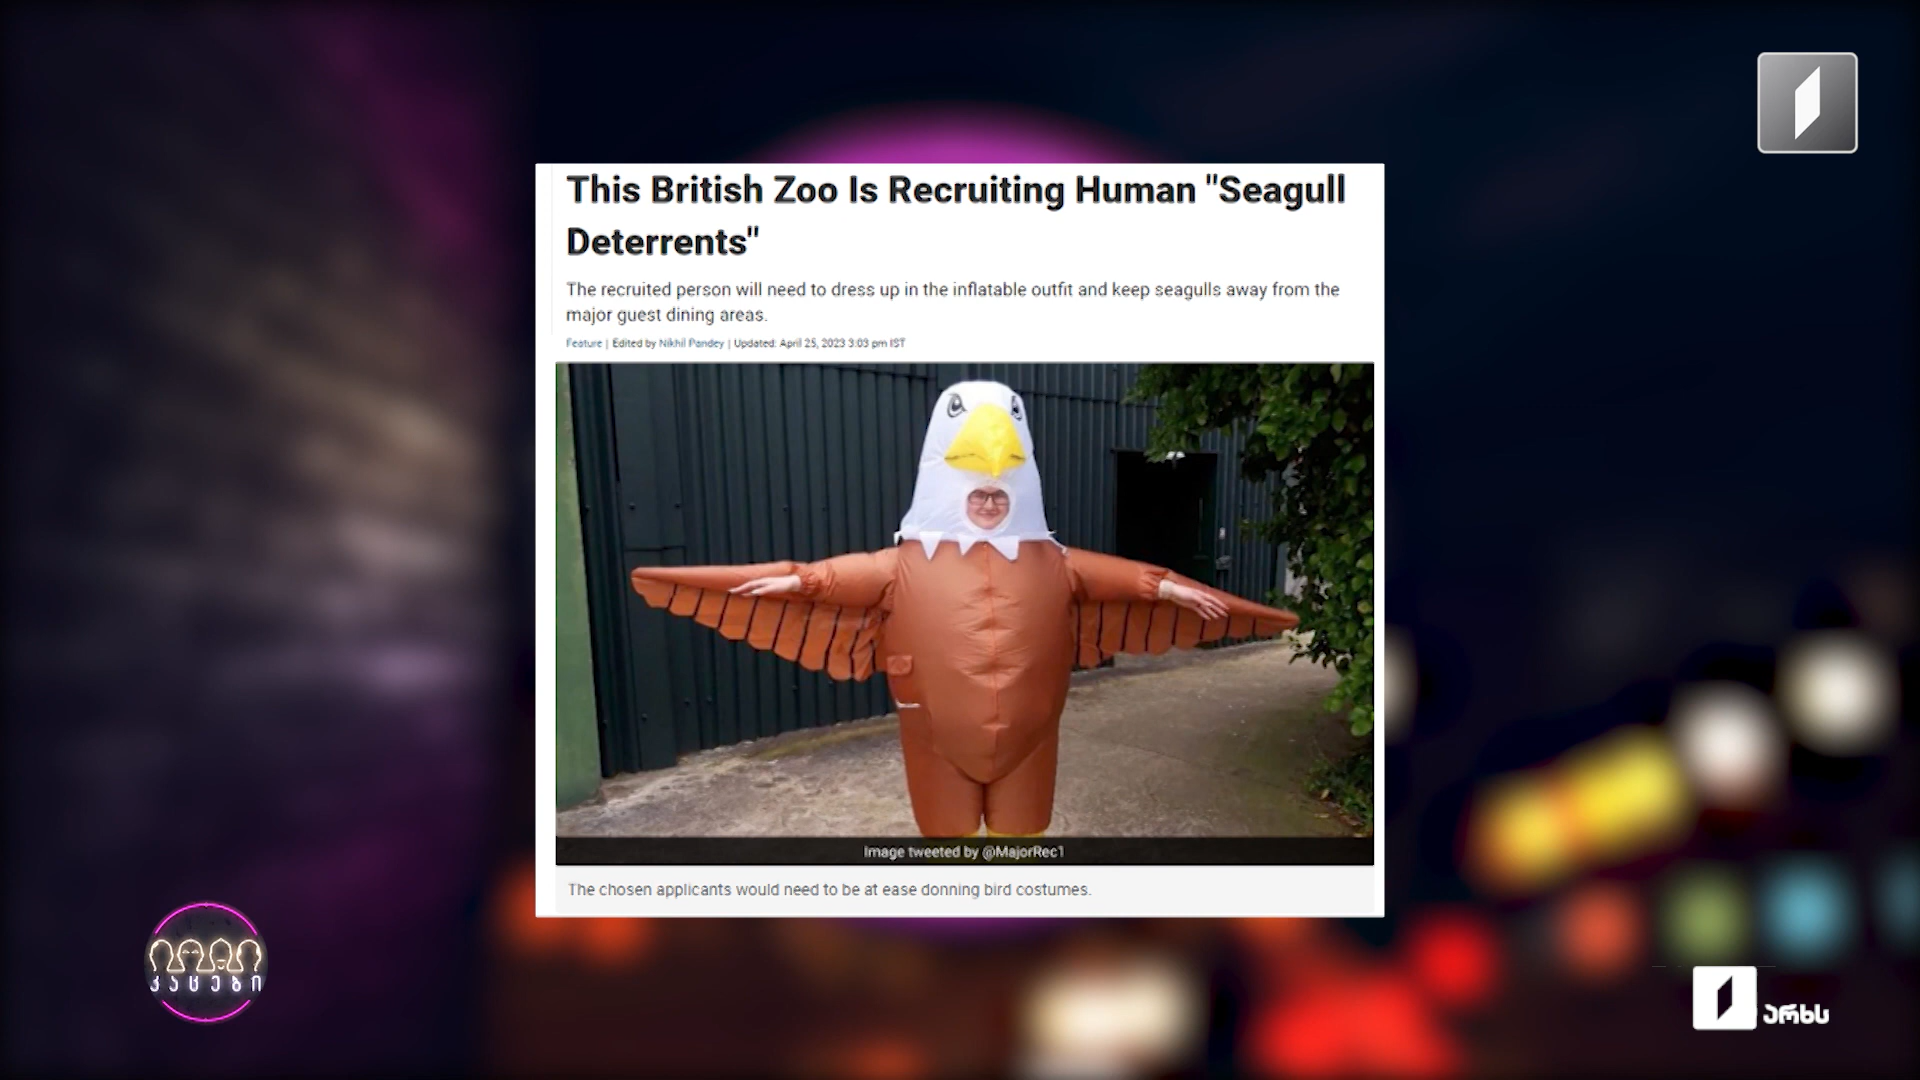 This British Zoo Is Recruiting Human "Seagull
Deterrents"
The recruited person will need to dress up in the inflatable outfit and keep seagulls away from the
major guest dining areas.
Feature | Edited by Nikhil Pandey | Updated: April 25, 2023 3:03 pm IST
Image tweeted by @MajorRec1
The chosen applicants would need to be at ease donning bird costumes.
კაცები
არხს